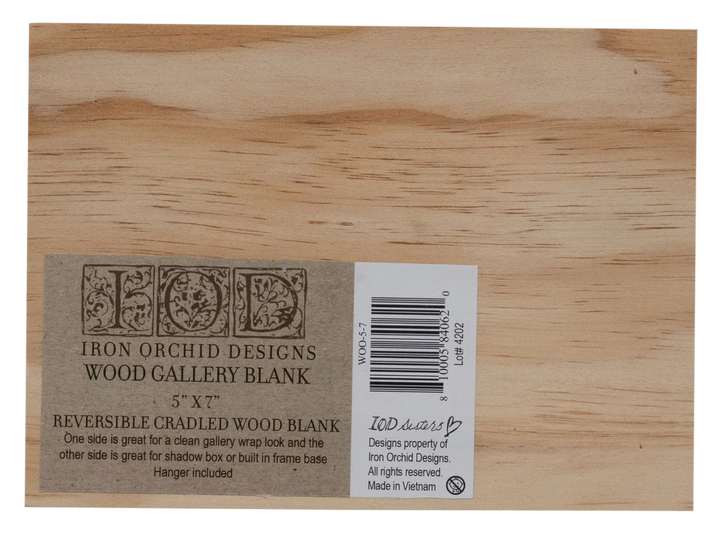 IOD
IRON ORCHID DESIGNS
WOOD GALLERY BLANK
5" X 7"
REVERSIBLE CRADLED WOOD BLANK
One side is great for a clean gallery wrap look and the
other side is great for shadow box or built in frame base
Hanger included
WOO-5-7
8 10005 84062 0
Lot# 4202
IOD Sisters
Designs property of
Iron Orchid Designs.
All rights reserved.
Made in Vietnam